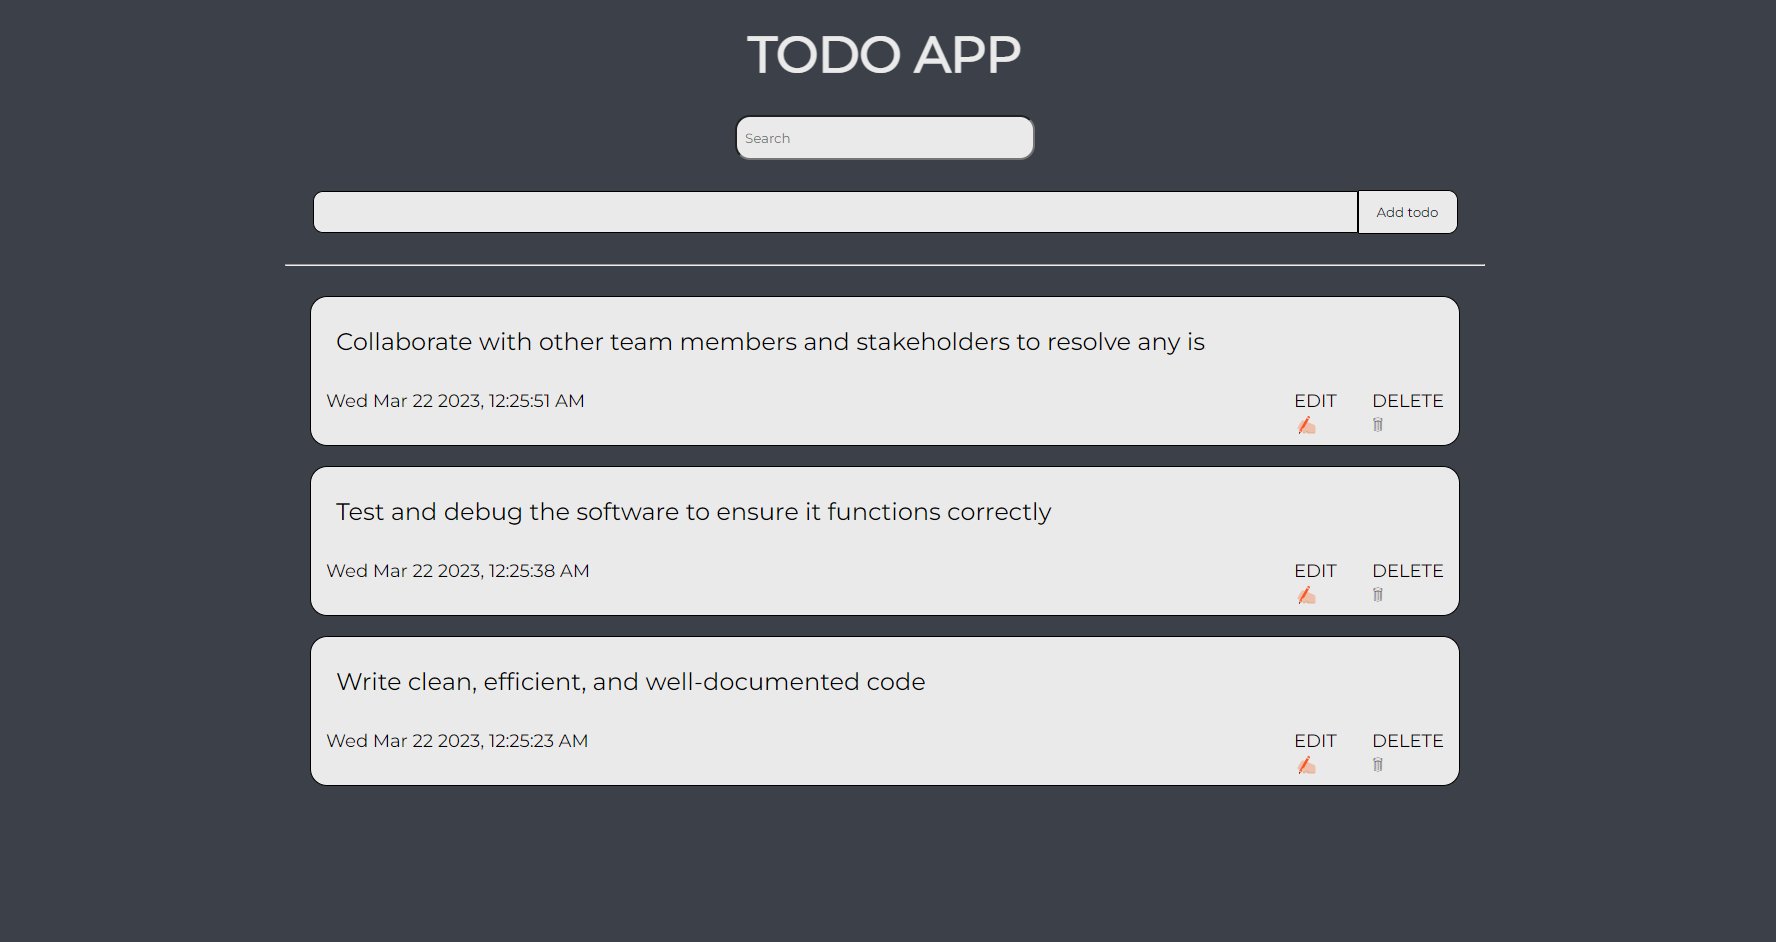 TODO APP
Search
Add todo
Collaborate with other team members and stakeholders to resolve any is
Wed Mar 22 2023, 12:25:51 AM
EDIT
DELETE
Test and debug the software to ensure it functions correctly
Wed Mar 22 2023, 12:25:38 AM
EDIT
DELETE
Write clean, efficient, and well-documented code
Wed Mar 22 2023, 12:25:23 AM
EDIT
DELETE